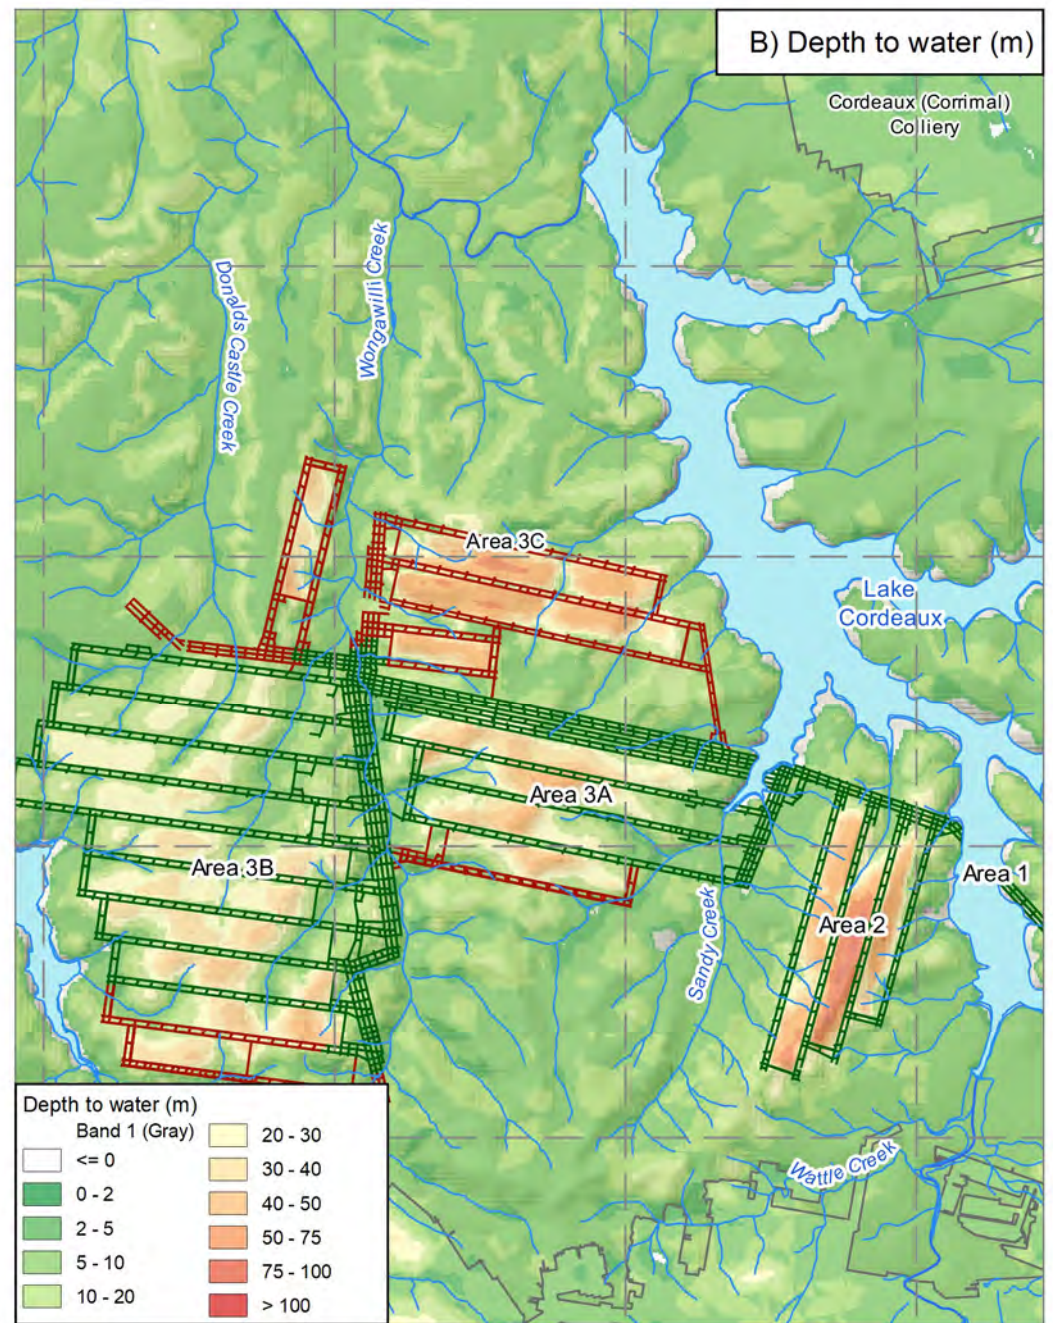 B) Depth to water (m)
Cordeaux (Corrimal)
Colliery
Donalds Castle Creek
Wongawilli Creek
Area 3C
Lake
Cordeaux
Area 3A
Area 3B
Area 1
Area 2
Sandy Creek
Wattle Creek
Depth to water (m)
Band 1 (Gray)
<= 0
0 - 2
2 - 5
5 - 10
10 - 20
20 - 30
30 - 40
40 - 50
50 - 75
75 - 100
> 100